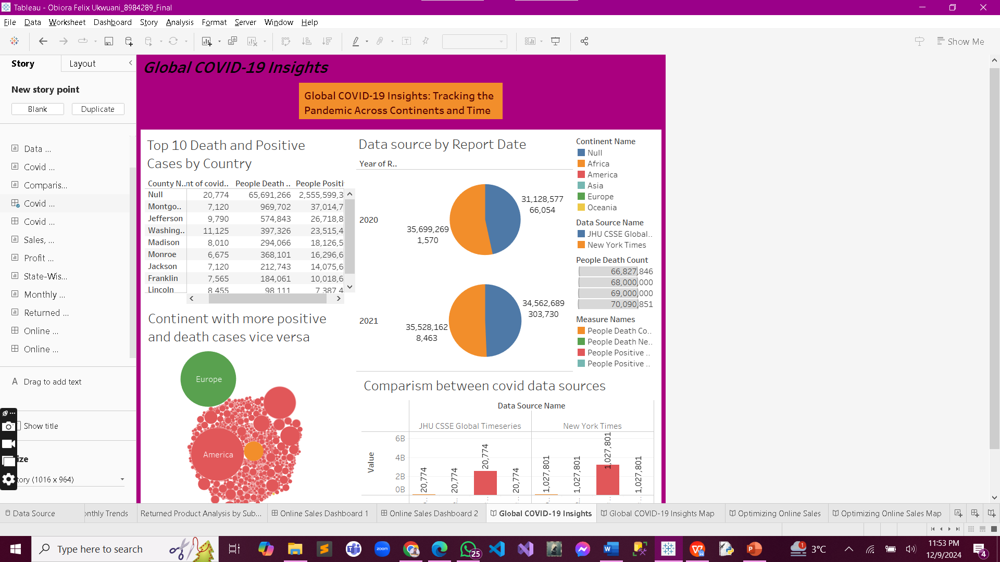 Tableau - Obiora Felix Ukwuani_8984289_Final
File Data Worksheet Dashboard Story Analysis Format Server Window Help
Show Me
Story Layout
New story point
Blank Duplicate
Data ...
Covid ...
Comparis...
Covid ...
Covid ...
Sales, ...
Profit ...
State-Wis...
Monthly ...
Returned ...
Online ...
Online ...
A Drag to add text
Show title
ize
tory (1016 x 964)
Global COVID-19 Insights
Global COVID-19 Insights: Tracking the
Pandemic Across Continents and Time
Top 10 Death and Positive
Cases by Country
County N.. nt of covid.. People Death .. People Positi
Null 20,774 65,691,266 2,555,599,3
Montgo.. 7,120 969,702 37,014,7
Jefferson 9,790 574,843 26,718,8
Washing.. 11,125 397,326 23,515,4
Madison 8,010 294,066 18,126,5
Monroe 6,675 368,101 16,296,6
Jackson 7,120 212,743 14,075,6
Franklin 7,565 184,061 10,018,6
Lincoln 8,455 98,111 7,387,4
Continent with more positive
and death cases vice versa
Europe
America
Data source by Report Date
Year of R..
2020
31,128,577
66,054
35,699,269
1,570
2021
34,562,689
303,730
35,528,162
8,463
Continent Name
Null
Africa
America
Asia
Europe
Oceania
Data Source Name
JHU CSSE Global..
New York Times
People Death Count
66,827,846
68,000,000
69,000,000
70,090,851
Measure Names
People Death Co..
People Death Ne..
People Positive ..
People Positive ..
Comparism between covid data sources
Data Source Name
JHU CSSE Global Timeseries New York Times
Value
6B
4B
2B
0B
20,774 20,774 20,774 20,774 1,027,801 1,027,801 1,027,801 1,027,801
Data Source onthly Trends Returned Product Analysis by Sub... Online Sales Dashboard 1 Online Sales Dashboard 2 Global COVID-19 Insights Global COVID-19 Insights Map Optimizing Online Sales Optimizing Online Sales Map
Type here to search
zoom
25
1
3°C
11:53 PM
12/9/2024
4